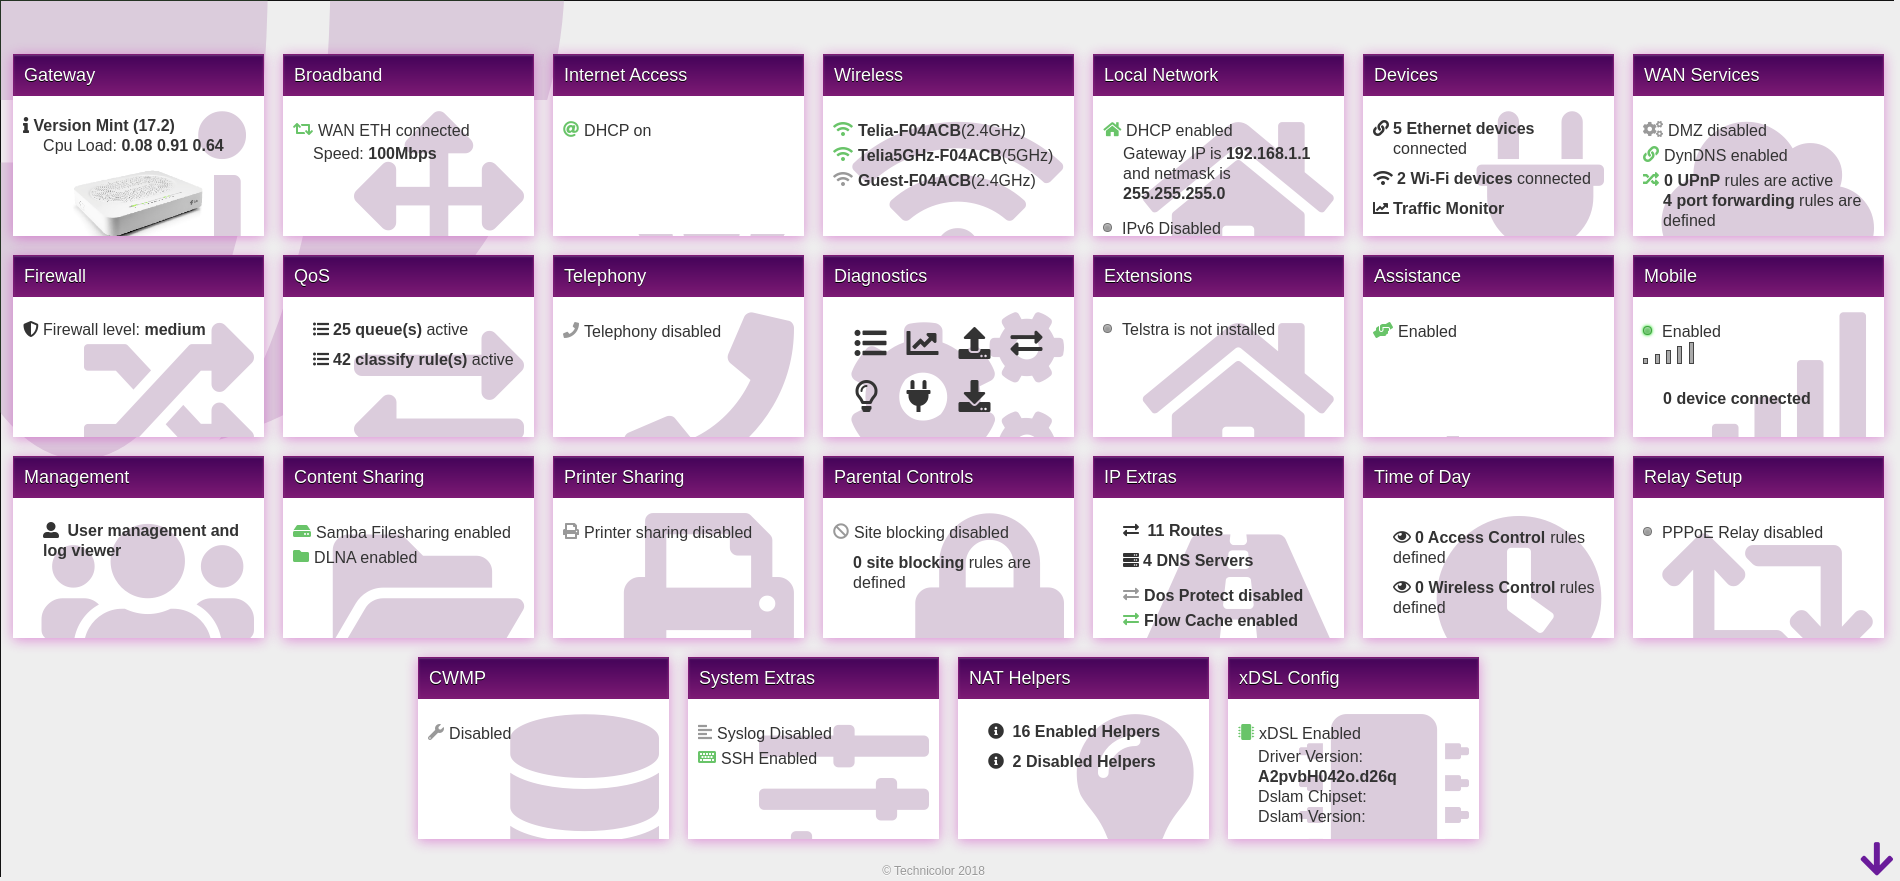 Gateway
Version Mint (17.2)
Cpu Load: 0.08 0.91 0.64
Broadband
WAN ETH connected
Speed: 100Mbps
Internet Access
DHCP on
Wireless
Telia-F04ACB(2.4GHz)
Telia5GHz-F04ACB(5GHz)
Guest-F04ACB(2.4GHz)
Local Network
DHCP enabled
Gateway IP is 192.168.1.1
and netmask is
255.255.255.0
IPv6 Disabled
Devices
5 Ethernet devices
connected
2 Wi-Fi devices connected
Traffic Monitor
WAN Services
DMZ disabled
DynDNS enabled
0 UPnP rules are active
4 port forwarding rules are
defined
Firewall
Firewall level: medium
QoS
25 queue(s) active
42 classify rule(s) active
Telephony
Telephony disabled
Diagnostics
Extensions
Telstra is not installed
Assistance
Enabled
Mobile
Enabled
0 device connected
Management
User management and
log viewer
Content Sharing
Samba Filesharing enabled
DLNA enabled
Printer Sharing
Printer sharing disabled
Parental Controls
Site blocking disabled
0 site blocking rules are
defined
IP Extras
11 Routes
4 DNS Servers
Dos Protect disabled
Flow Cache enabled
Time of Day
0 Access Control rules
defined
0 Wireless Control rules
defined
Relay Setup
PPPoE Relay disabled
CWMP
Disabled
System Extras
Syslog Disabled
SSH Enabled
NAT Helpers
16 Enabled Helpers
2 Disabled Helpers
xDSL Config
xDSL Enabled
Driver Version:
A2pvbH042o.d26q
Dslam Chipset:
Dslam Version:
© Technicolor 2018